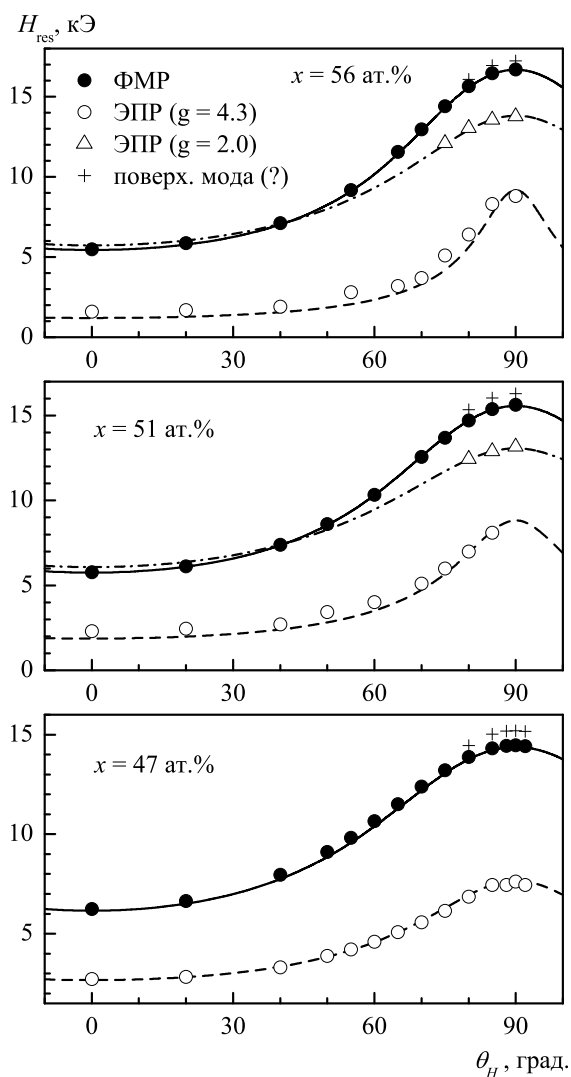 H_res, кЭ
x = 56 ат.%
ФМР
ЭПР (g = 4.3)
ЭПР (g = 2.0)
поверх. мода (?)
15
10
5
0
0 30 60 90
x = 51 ат.%
15
10
5
0
0 30 60 90
x = 47 ат.%
15
10
5
0 30 60 90
θ_H, град.